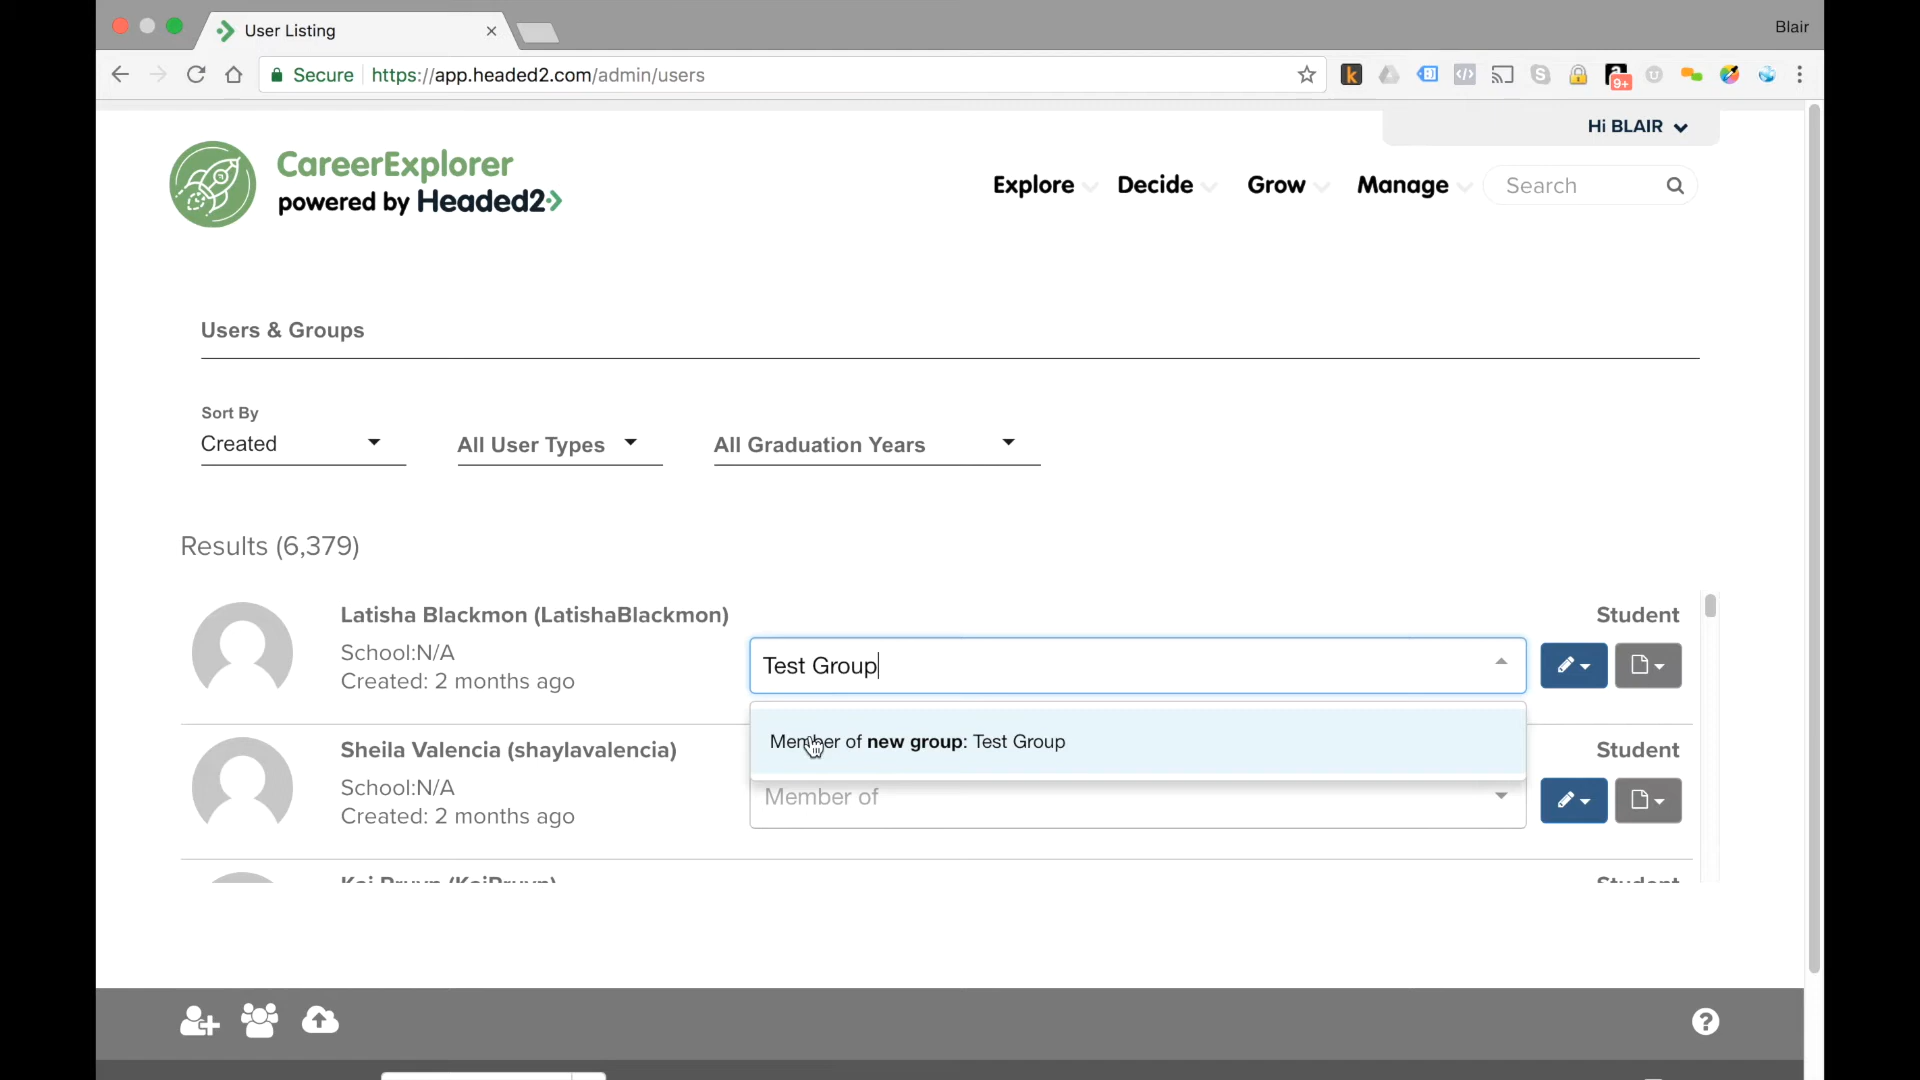 User Listing
Blair
Secure https://app.headed2.com/admin/users
9+
Hi BLAIR
CareerExplorer
powered by Headed2
Explore Decide Grow Manage Search
Users & Groups
Sort By
Created All User Types All Graduation Years
Results (6,379)
Latisha Blackmon (LatishaBlackmon) Student
School:N/A
Test Group
Created: 2 months ago
Member of new group: Test Group
Sheila Valencia (shaylavalencia) Student
School:N/A
Member of
Created: 2 months ago
Student